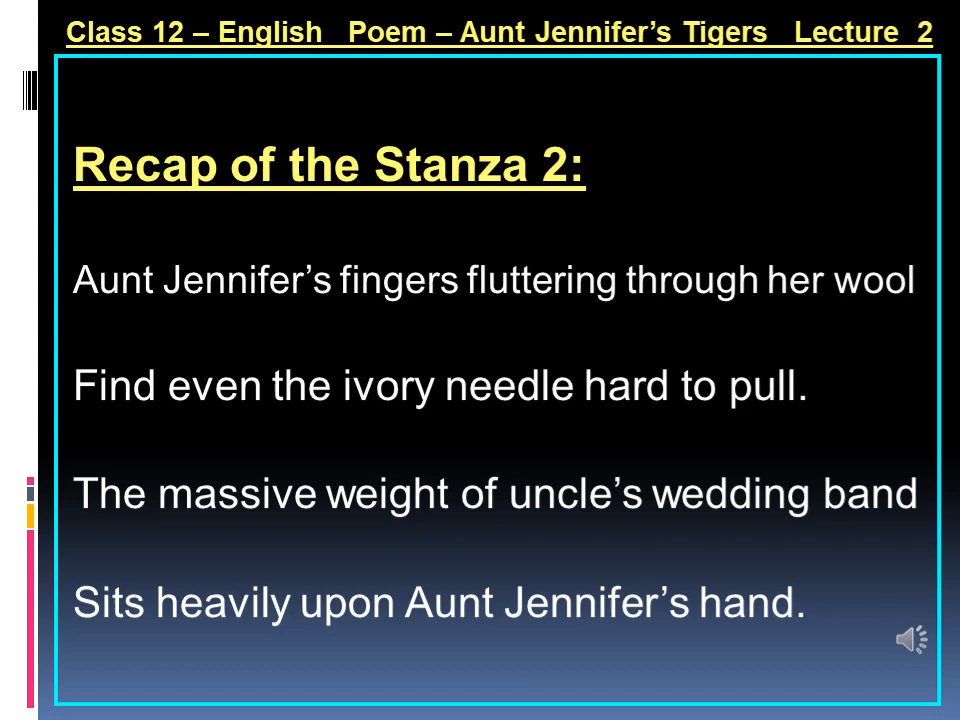 Class 12 – English   Poem – Aunt Jennifer’s Tigers   Lecture  2
Recap of the Stanza 2:
Aunt Jennifer’s fingers fluttering through her wool
Find even the ivory needle hard to pull.
The massive weight of uncle’s wedding band
Sits heavily upon Aunt Jennifer’s hand.